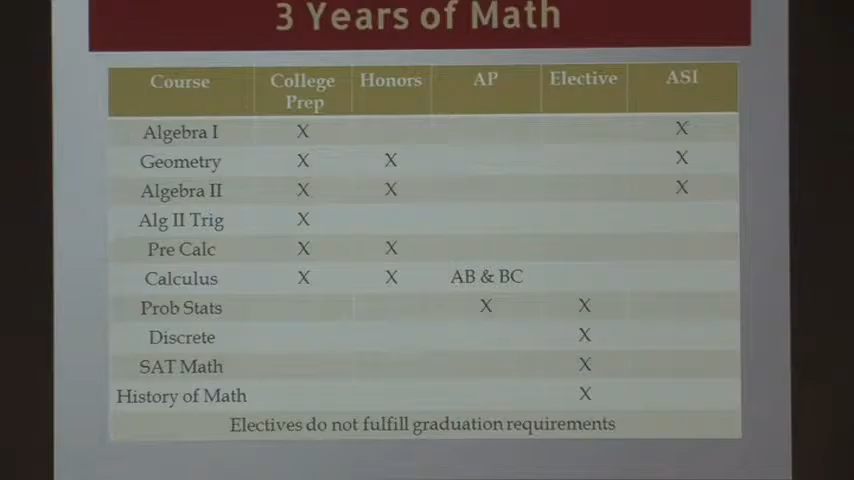 3 Years of Math
Course College Prep Honors AP Elective ASI
Algebra I X X
Geometry X X X
Algebra II X X X
Alg II Trig X
Pre Calc X X
Calculus X X AB & BC
Prob Stats X X
Discrete X
SAT Math X
History of Math X
Electives do not fulfill graduation requirements